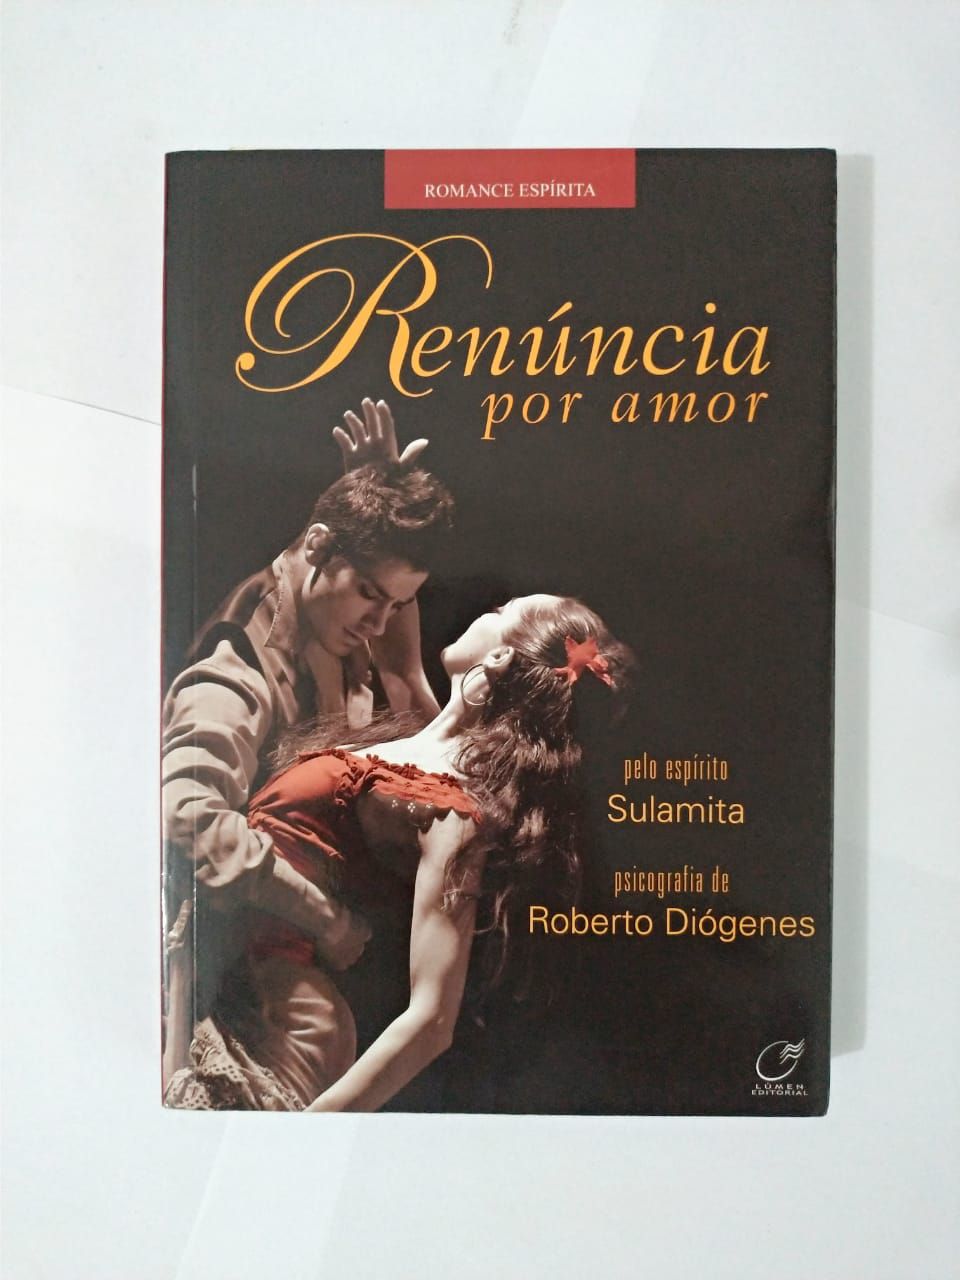 ROMANCE ESPÍRITA
Renúncia
por amor
pelo espírito
Sulamita
psicografia de
Roberto Diógenes
LÚMEN
EDITORIAL